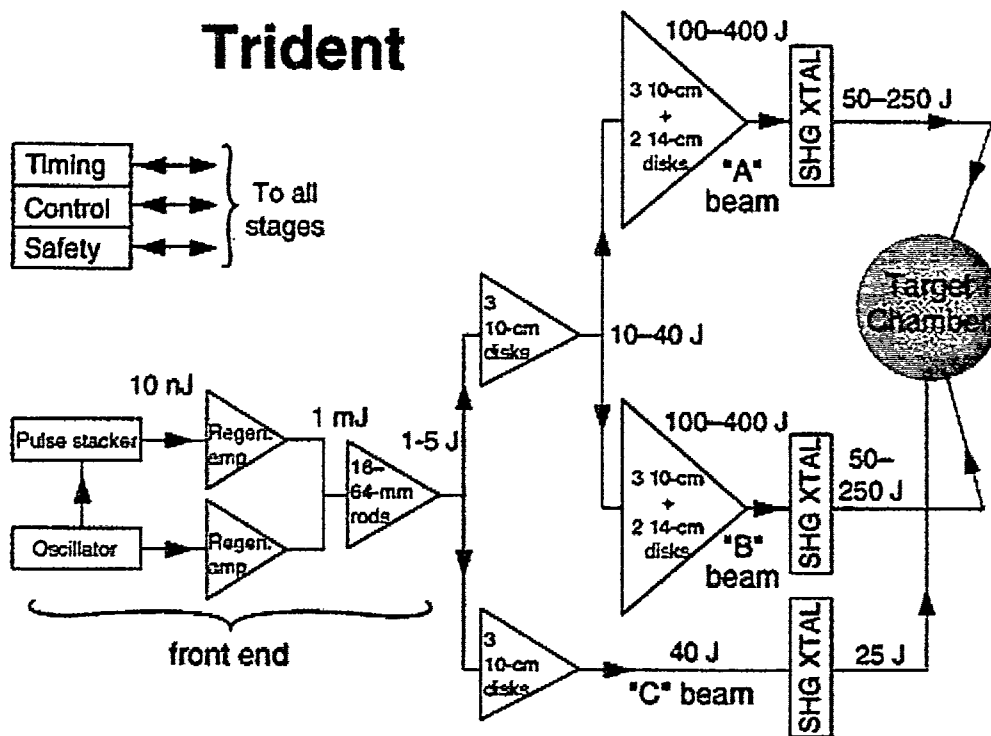 Trident
Timing
Control
Safety
To all
stages
100–400 J
3 10-cm
+
2 14-cm
disks
"A"
beam
SHG XTAL
50–250 J
Target
Chamber
3
10-cm
disks
10–40 J
10 nJ
Pulse stacker
Regen.
amp.
1 mJ
1-5 J
16–
64-mm
rods
Oscillator
Regen.
amp.
front end
100–400 J
3 10-cm
+
2 14-cm
disks
"B"
beam
SHG XTAL
50–
250 J
3
10-cm
disks
40 J
"C" beam
SHG XTAL
25 J